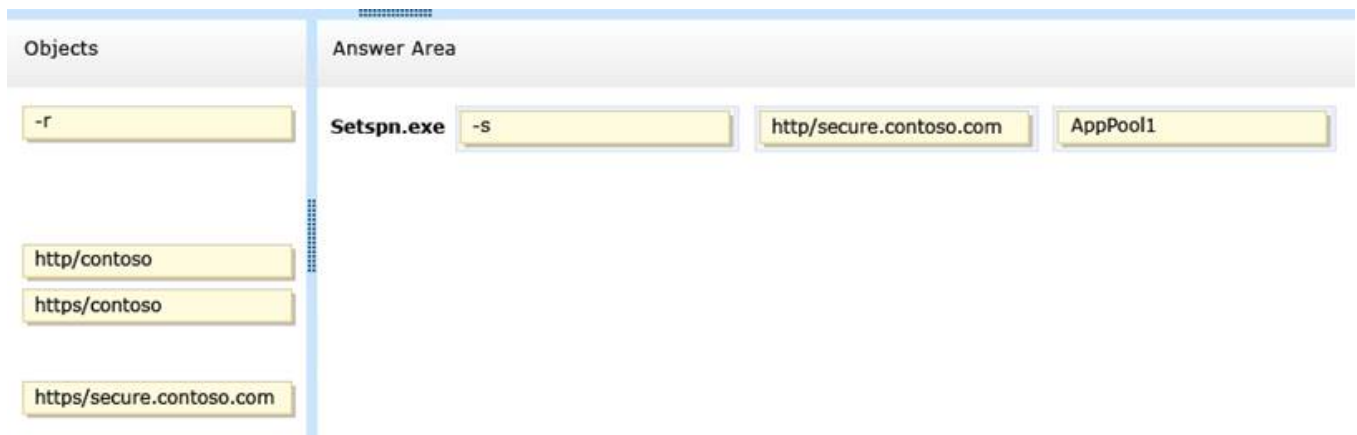 Objects
Answer Area
-r
Setspn.exe -s http/secure.contoso.com AppPool1
http/contoso
https/contoso
https/secure.contoso.com